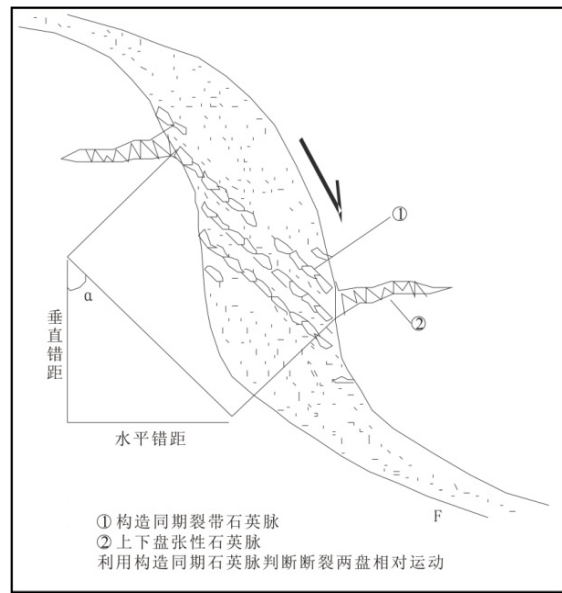 ①
②
α
垂直错距
水平错距
F
①构造同期裂带石英脉
②上下盘张性石英脉
利用构造同期石英脉判断断裂两盘相对运动